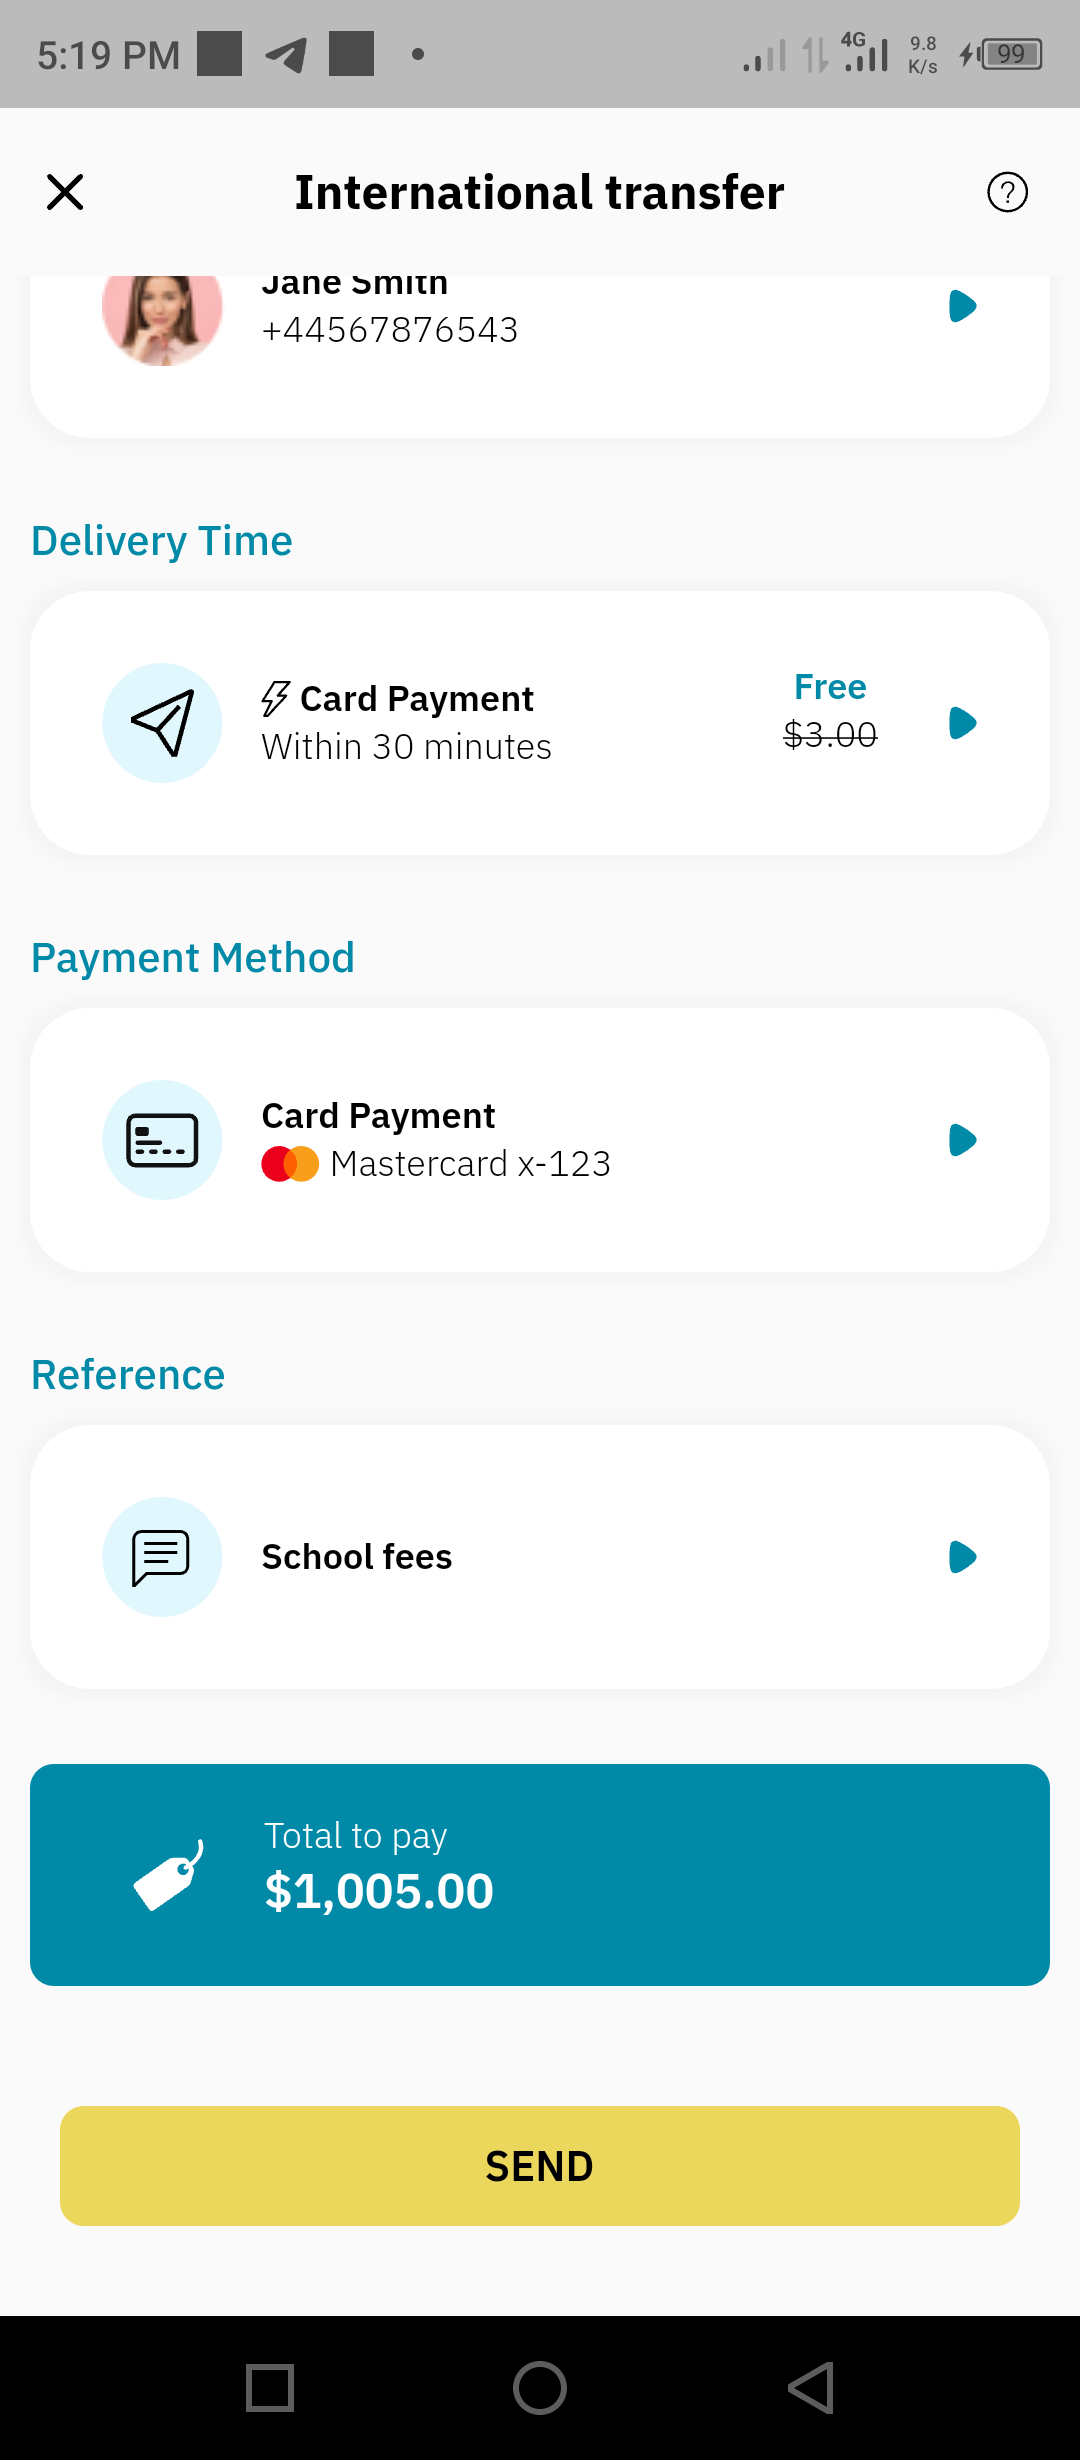 5:19 PM
4G
9.8
K/s
99
International transfer
Jane Smith
+44567876543
Delivery Time
Card Payment
Free
Within 30 minutes
$3.00
Payment Method
Card Payment
Mastercard x-123
Reference
School fees
Total to pay
$1,005.00
SEND